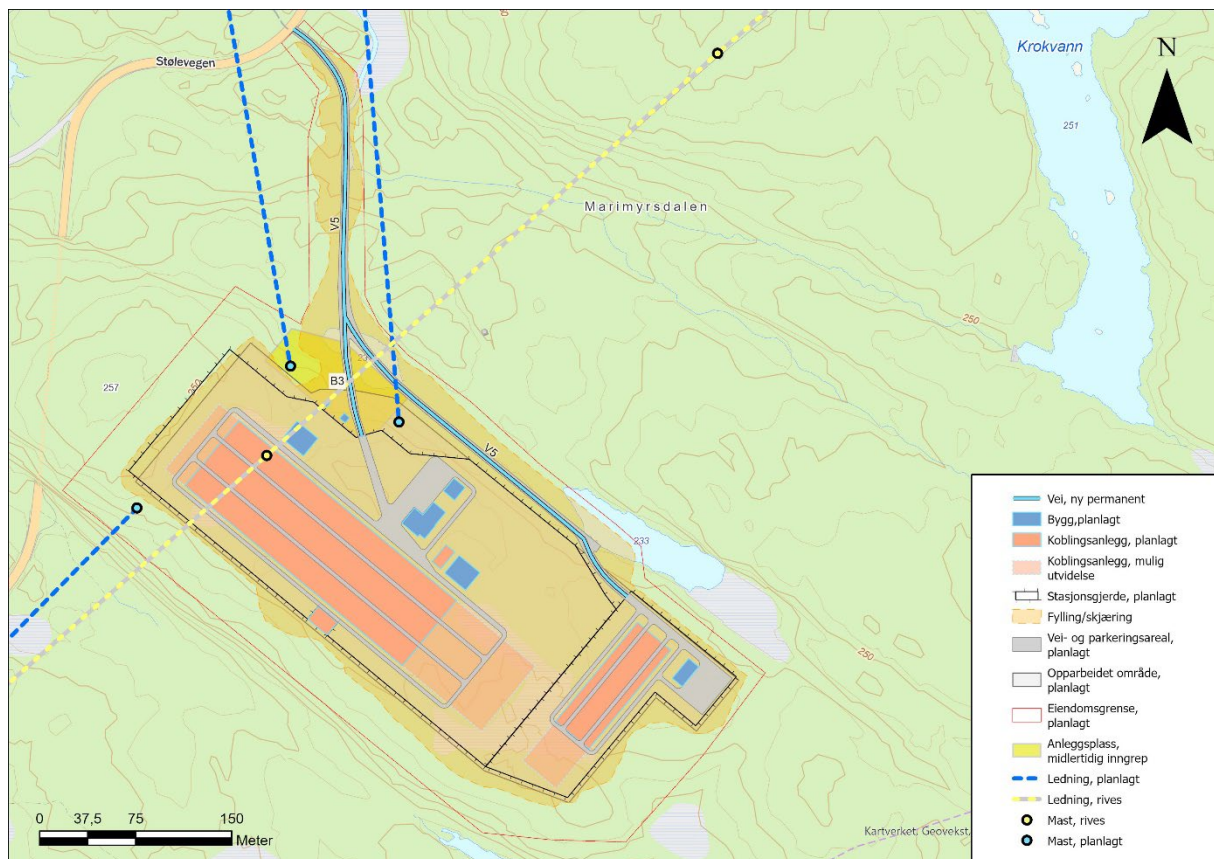 Krokvann
N
Stølevegen
251
Marimyrsdalen
V5
250
257
250
B3
V5
233
250
Vei, ny permanent
Bygg,planlagt
Koblingsanlegg, planlagt
Koblingsanlegg, mulig
utvidelse
Stasjonsgjerde, planlagt
Fylling/skjæring
Vei- og parkeringsareal,
planlagt
Opparbeidet område,
planlagt
Eiendomsgrense,
planlagt
Anleggsplass,
midlertidig inngrep
Ledning, planlagt
Ledning, rives
Mast, rives
Mast, planlagt
0 37,5 75 150
Meter
Kartverket, Geovekst,